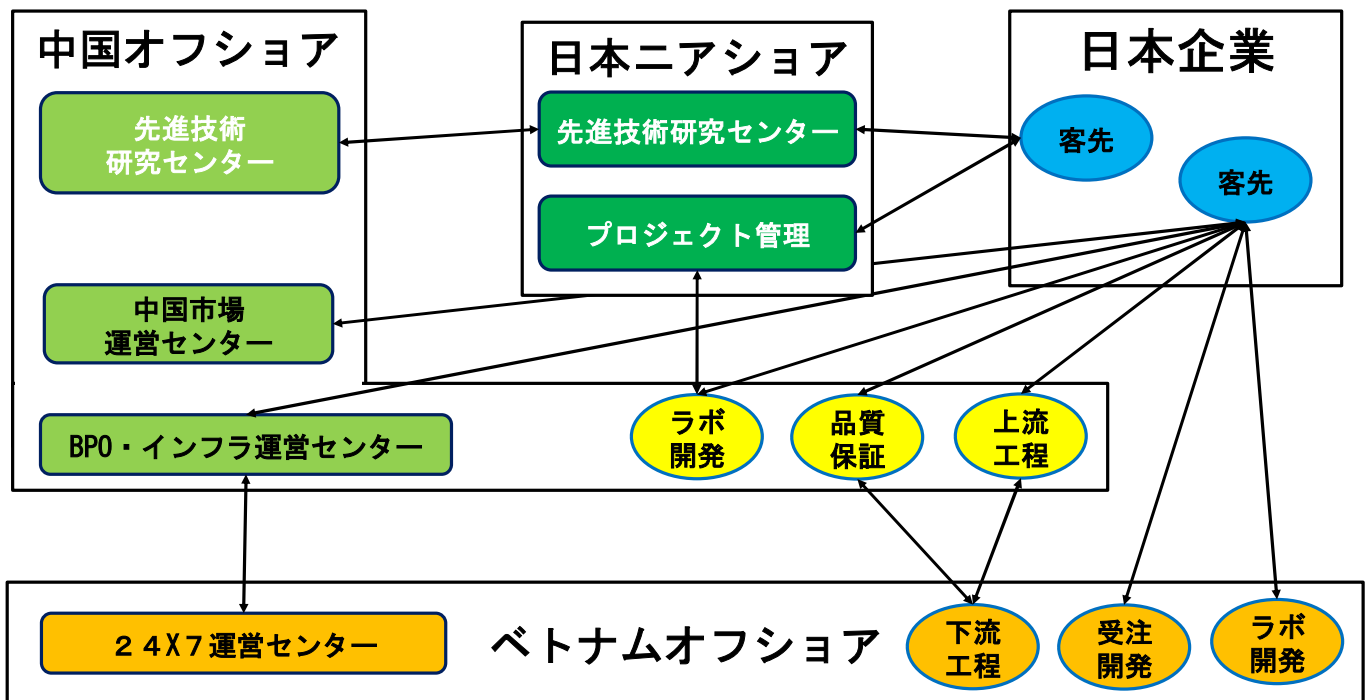 中国オフショア
先進技術
研究センター
中国市場
運営センター
BPO・インフラ運営センター
日本ニアショア
先進技術研究センター
プロジェクト管理
日本企業
客先
客先
ラボ
開発
品質
保証
上流
工程
24X7運営センター
ベトナムオフショア
下流
工程
受注
開発
ラボ
開発